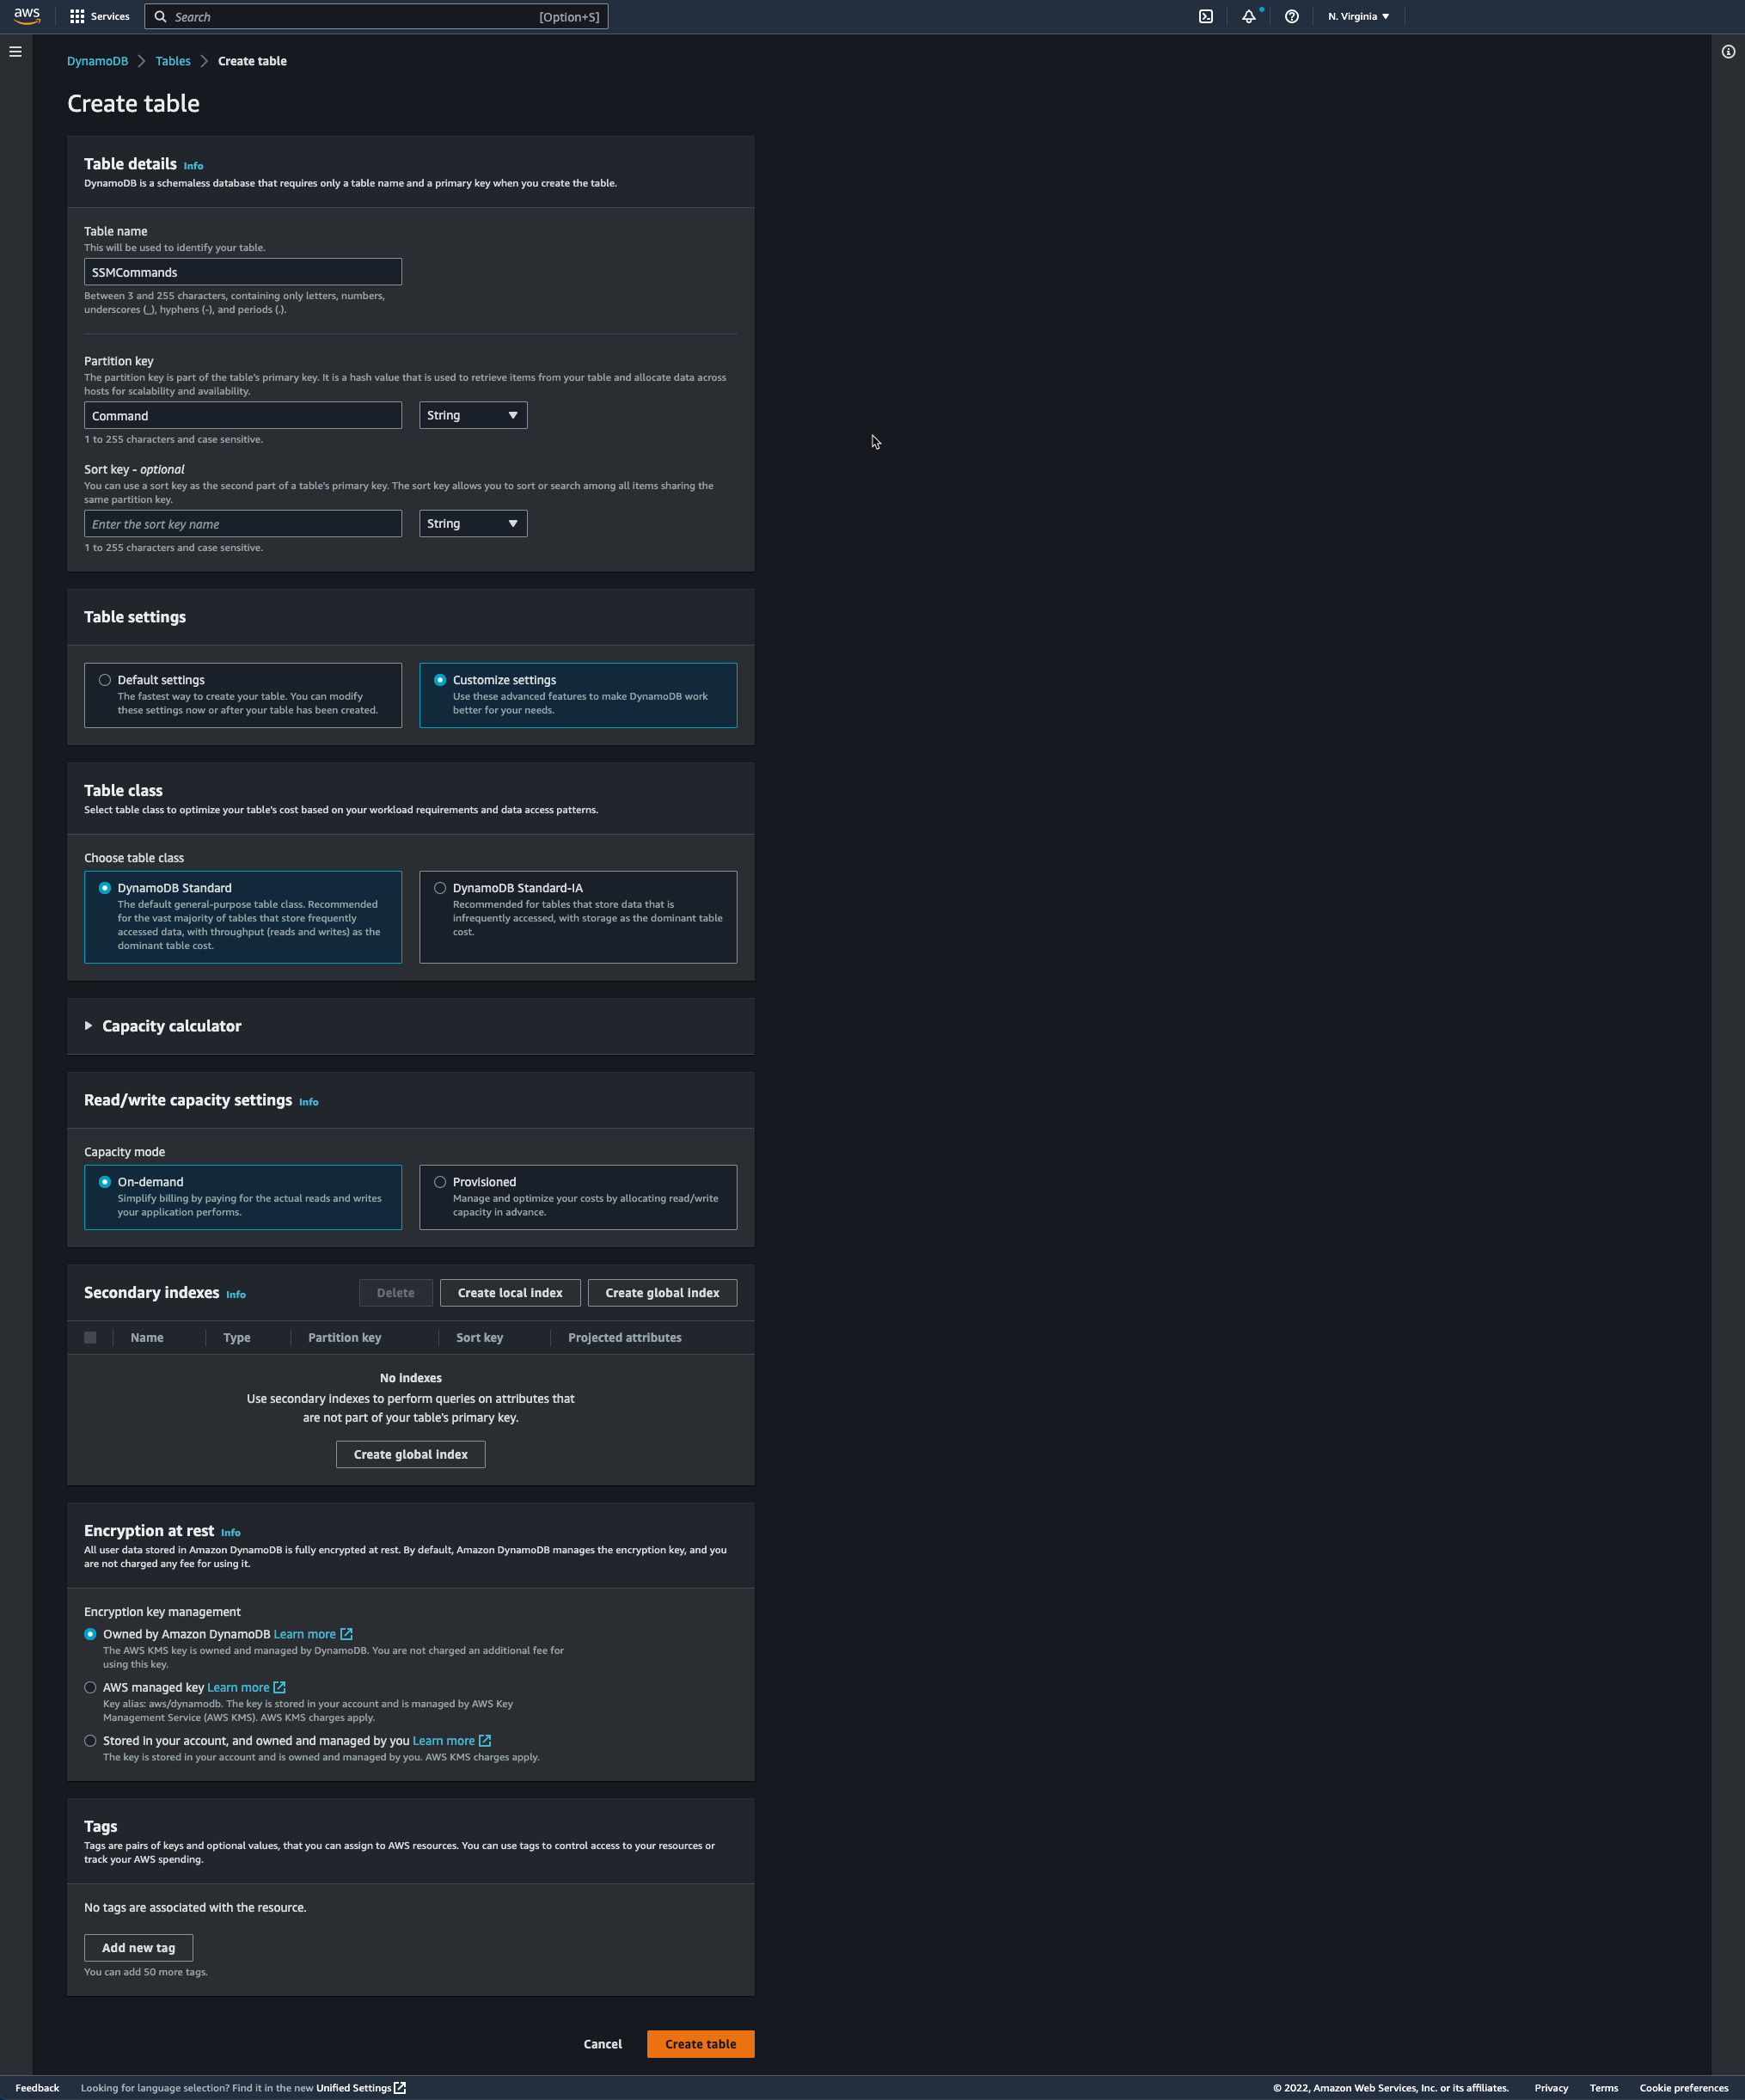 aws
Services
Search
[Option+S]
N. Virginia
DynamoDB
Tables
Create table
Create table
Table details Info
DynamoDB is a schemaless database that requires only a table name and a primary key when you create the table.
Table name
This will be used to identify your table.
SSMCommands
Between 3 and 255 characters, containing only letters, numbers,
underscores (_), hyphens (-), and periods (.).
Partition key
The partition key is part of the table's primary key. It is a hash value that is used to retrieve items from your table and allocate data across
hosts for scalability and availability.
Command
String
1 to 255 characters and case sensitive.
Sort key - optional
You can use a sort key as the second part of a table's primary key. The sort key allows you to sort or search among all items sharing the
same partition key.
Enter the sort key name
String
1 to 255 characters and case sensitive.
Table settings
Default settings
The fastest way to create your table. You can modify
these settings now or after your table has been created.
Customize settings
Use these advanced features to make DynamoDB work
better for your needs.
Table class
Select table class to optimize your table's cost based on your workload requirements and data access patterns.
Choose table class
DynamoDB Standard
The default general-purpose table class. Recommended
for the vast majority of tables that store frequently
accessed data, with throughput (reads and writes) as the
dominant table cost.
DynamoDB Standard-IA
Recommended for tables that store data that is
infrequently accessed, with storage as the dominant table
cost.
Capacity calculator
Read/write capacity settings Info
Capacity mode
On-demand
Simplify billing by paying for the actual reads and writes
your application performs.
Provisioned
Manage and optimize your costs by allocating read/write
capacity in advance.
Secondary indexes Info
Delete
Create local index
Create global index
Name
Type
Partition key
Sort key
Projected attributes
No indexes
Use secondary indexes to perform queries on attributes that
are not part of your table's primary key.
Create global index
Encryption at rest Info
All user data stored in Amazon DynamoDB is fully encrypted at rest. By default, Amazon DynamoDB manages the encryption key, and you
are not charged any fee for using it.
Encryption key management
Owned by Amazon DynamoDB Learn more
The AWS KMS key is owned and managed by DynamoDB. You are not charged an additional fee for
using this key.
AWS managed key Learn more
Key alias: aws/dynamodb. The key is stored in your account and is managed by AWS Key
Management Service (AWS KMS). AWS KMS charges apply.
Stored in your account, and owned and managed by you Learn more
The key is stored in your account and is owned and managed by you. AWS KMS charges apply.
Tags
Tags are pairs of keys and optional values, that you can assign to AWS resources. You can use tags to control access to your resources or
track your AWS spending.
No tags are associated with the resource.
Add new tag
You can add 50 more tags.
Cancel
Create table
Feedback
Looking for language selection? Find it in the new Unified Settings
© 2022, Amazon Web Services, Inc. or its affiliates.
Privacy
Terms
Cookie preferences